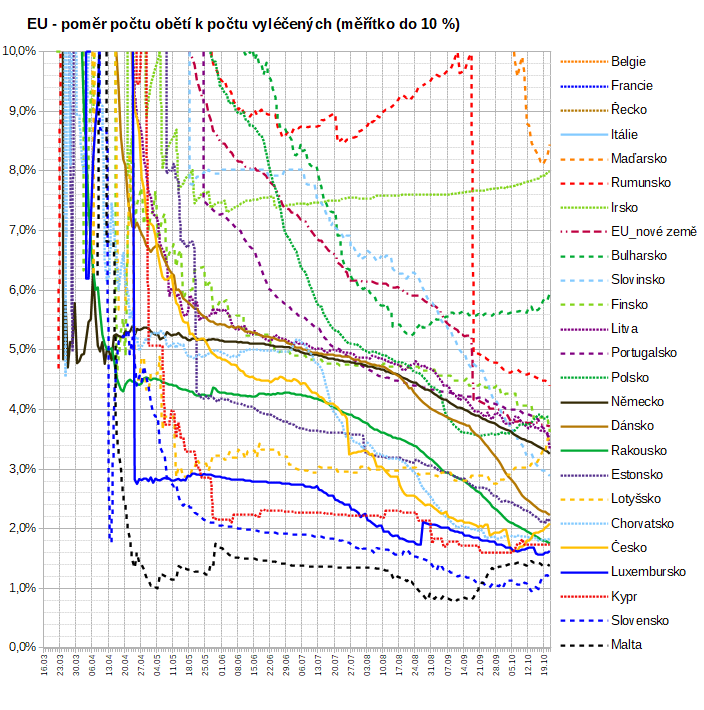 EU - poměr počtu obětí k počtu vyléčených (měřítko do 10 %)
10,0%
9,0%
8,0%
7,0%
6,0%
5,0%
4,0%
3,0%
2,0%
1,0%
0,0%
16.03
23.03
30.03
06.04
13.04
20.04
27.04
04.05
11.05
18.05
25.05
01.06
08.06
15.06
22.06
29.06
06.07
13.07
20.07
27.07
03.08
10.08
17.08
24.08
31.08
07.09
14.09
21.09
28.09
05.10
12.10
19.10
Belgie
Francie
Řecko
Itálie
Maďarsko
Rumunsko
Irsko
EU_nové země
Bulharsko
Slovinsko
Finsko
Litva
Portugalsko
Polsko
Německo
Dánsko
Rakousko
Estonsko
Lotyšsko
Chorvatsko
Česko
Luxembursko
Kypr
Slovensko
Malta